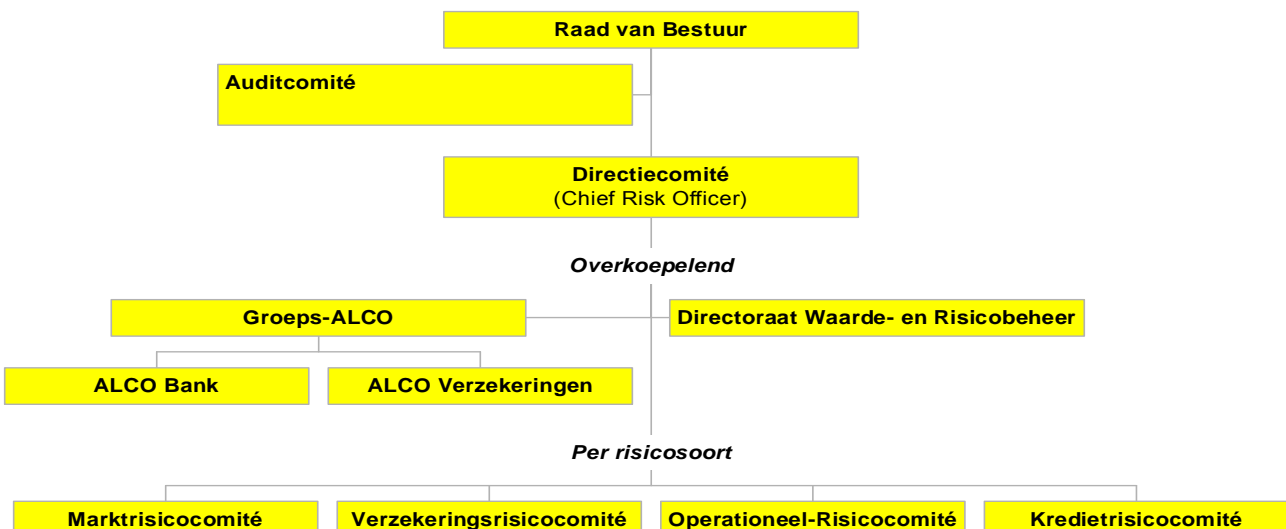 Raad van Bestuur
Auditcomité
Directiecomité
(Chief Risk Officer)
Overkoepelend
Groeps-ALCO
Directoraat Waarde- en Risicobeheer
ALCO Bank
ALCO Verzekeringen
Per risicosoort
Marktrisicocomité
Verzekeringsrisicocomité
Operationeel-Risicocomité
Kredietrisicocomité